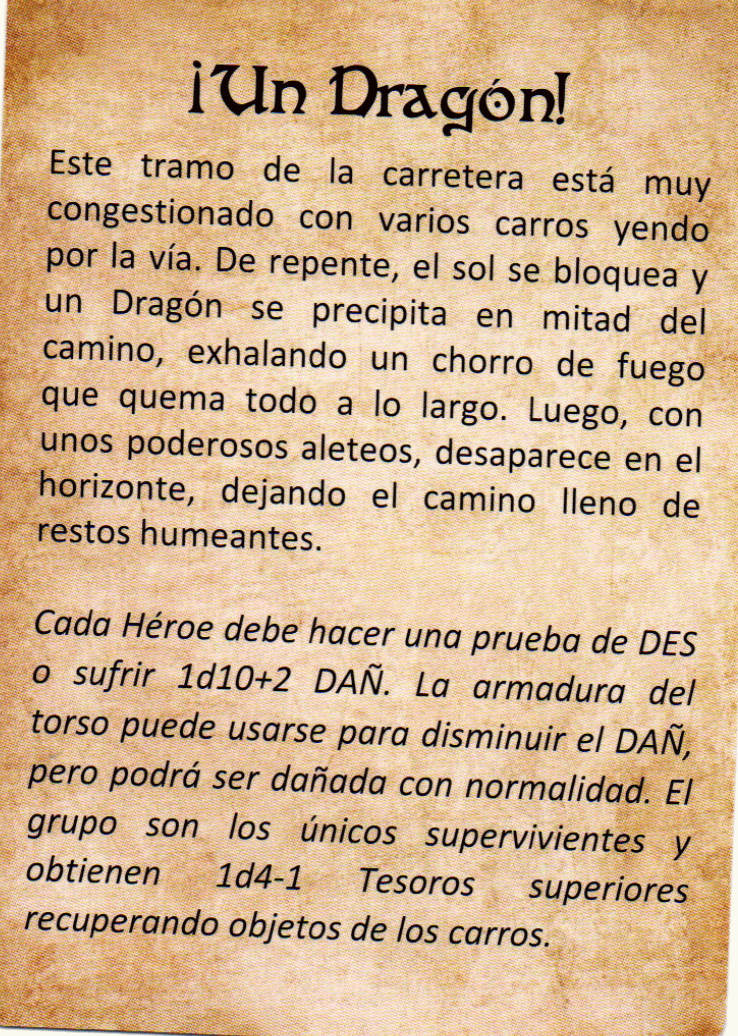 ¡Un Dragón!
Este tramo de la carretera está muy
congestionado con varios carros yendo
por la vía. De repente, el sol se bloquea y
un Dragón se precipita en mitad del
camino, exhalando un chorro de fuego
que quema todo a lo largo. Luego, con
unos poderosos aleteos, desaparece en el
horizonte, dejando el camino lleno de
restos humeantes.
Cada Héroe debe hacer una prueba de DES
o sufrir 1d10+2 DAÑ. La armadura del
torso puede usarse para disminuir el DAÑ,
pero podrá ser dañada con normalidad. El
grupo son los únicos supervivientes y
obtienen 1d4-1 Tesoros superiores
recuperando objetos de los carros.